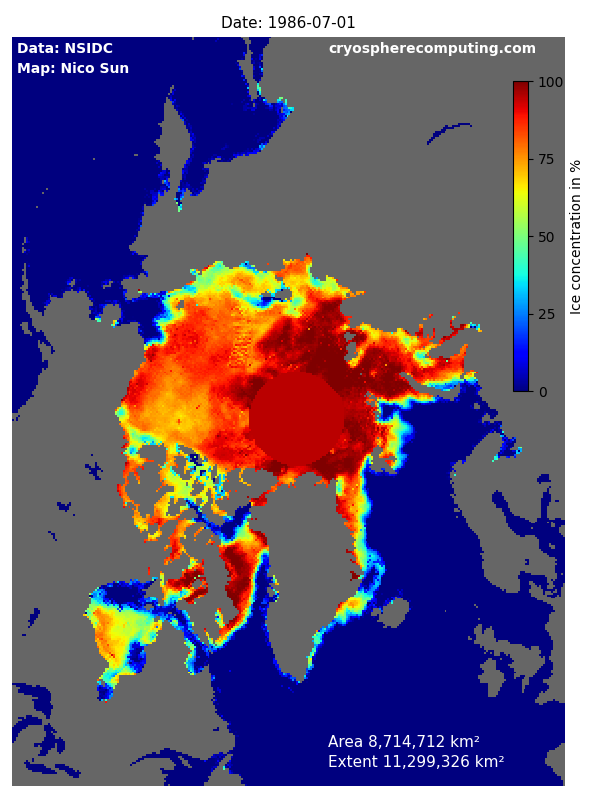 Date: 1986-07-01
Data: NSIDC
cryospherecomputing.com
Map: Nico Sun
100
75
50
25
0
Ice concentration in %
Area 8,714,712 km²
Extent 11,299,326 km²